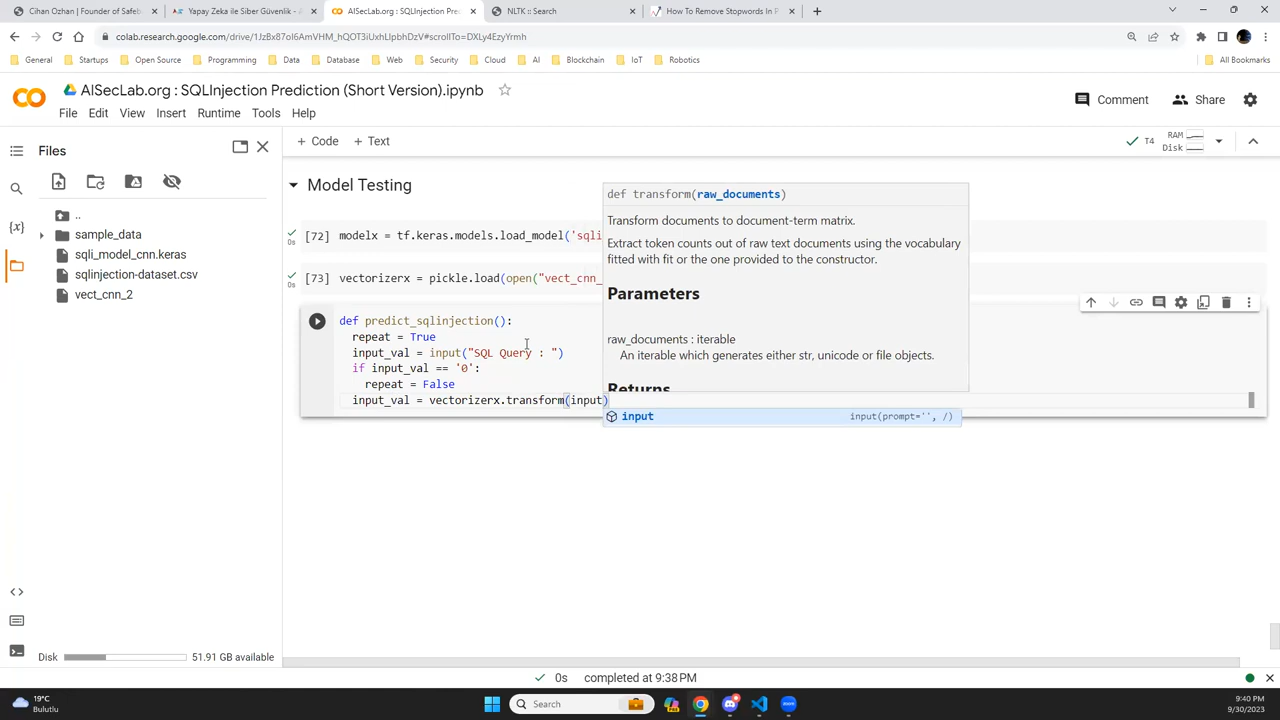 Cihan Ozhan | Founder of Safeb
Yapay Zeka ile Siber Güvenlik - A
AISecLab.org : SQLInjection Predic
NLTK :: Search
How To Remove Stopwords In P
colab.research.google.com/drive/1JzBx87oI6AmVHM_hQOT3iUxhLIpbhDzV#scrollTo=DXLy4EzyYrmh
General
Startups
Open Source
Programming
Data
Database
Web
Security
Cloud
AI
Blockchain
IoT
Robotics
All Bookmarks
AISecLab.org : SQLInjection Prediction (Short Version).ipynb
File Edit View Insert Runtime Tools Help
Comment
Share
Files
+ Code + Text
T4
RAM
Disk
..
sample_data
sqli_model_cnn.keras
sqlinjection-dataset.csv
vect_cnn_2
Model Testing
0s
[72] modelx = tf.keras.models.load_model('sqli
0s
[73] vectorizerx = pickle.load(open("vect_cnn_
def predict_sqlinjection():
repeat = True
input_val = input("SQL Query : ")
if input_val == '0':
repeat = False
input_val = vectorizerx.transform(input)
def transform(raw_documents)
Transform documents to document-term matrix.
Extract token counts out of raw text documents using the vocabulary
fitted with fit or the one provided to the constructor.
Parameters
raw_documents : iterable
An iterable which generates either str, unicode or file objects.
Returns
input
input(prompt='', /)
Disk
51.91 GB available
0s completed at 9:38 PM
19°C
Bulutlu
Search
9:40 PM
9/30/2023